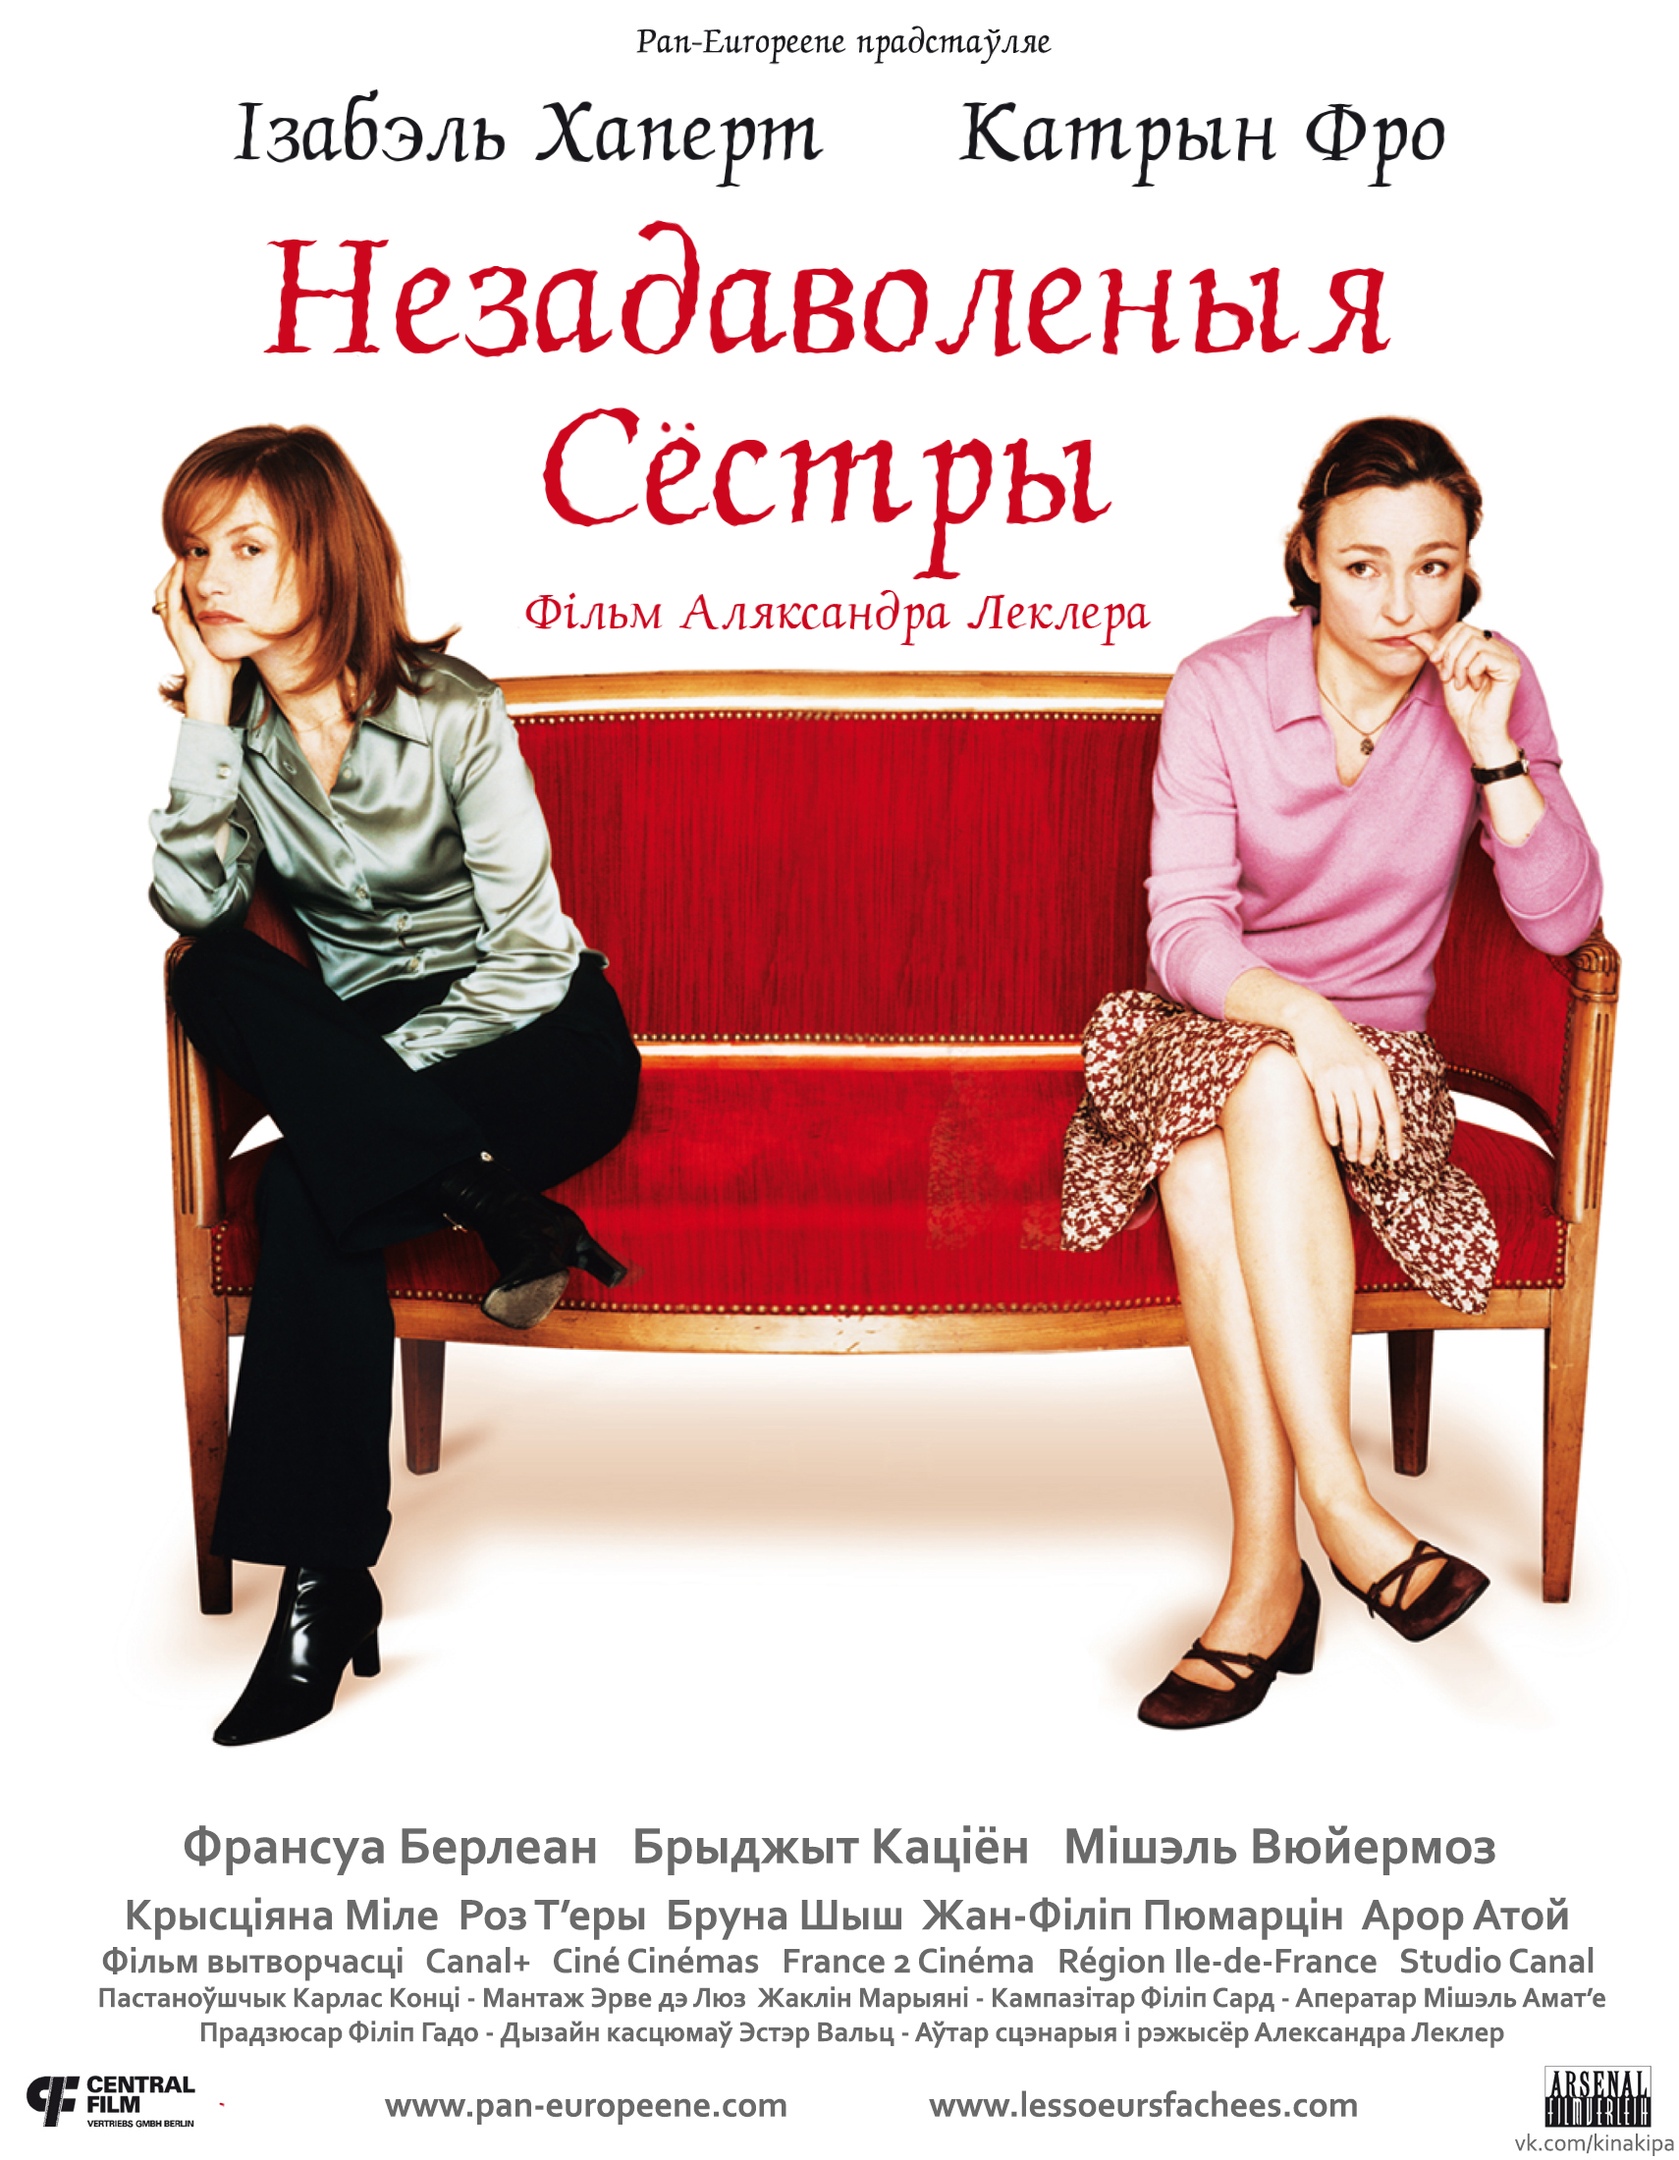 Pan-Europeene прадстаўляе
Ізабэль Хаперт Катрын Фро
Незадаволеныя
Сёстры
Фільм Аляксандра Леклера
Франсуа Берлеан Брыджыт Каціён Мішэль Вюйермоз
Крысціяна Міле Роз Т’еры Бруна Шыш Жан-Філіп Пюмарцін Арор Атой
Фільм вытворчасці Canal+ Ciné Cinémas France 2 Cinéma Région Ile-de-France Studio Canal
Пастаноўшчык Карлас Конці - Мантаж Эрве дэ Люз Жаклін Марыяні - Кампазітар Філіп Сард - Аператар Мішэль Амат’е
Прадзюсар Філіп Гадо - Дызайн касцюмаў Эстэр Вальц - Аўтар сцэнарыя і рэжысёр Александра Леклер
CENTRAL
FILM
VERTRIEBS GMBH BERLIN
www.pan-europeene.com www.lessoeursfachees.com
ARSENAL
FILMVERLEIH
vk.com/kinakipa